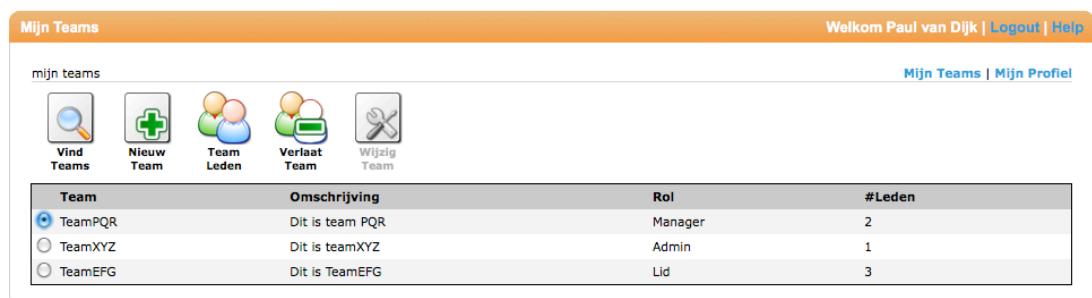 Mijn Teams Welkom Paul van Dijk | Logout | Help
mijn teams Mijn Teams | Mijn Profiel
Vind Teams Nieuw Team Team Leden Verlaat Team Wijzig Team
Team Omschrijving Rol #Leden
TeamPQR Dit is team PQR Manager 2
TeamXYZ Dit is teamXYZ Admin 1
TeamEFG Dit is TeamEFG Lid 3